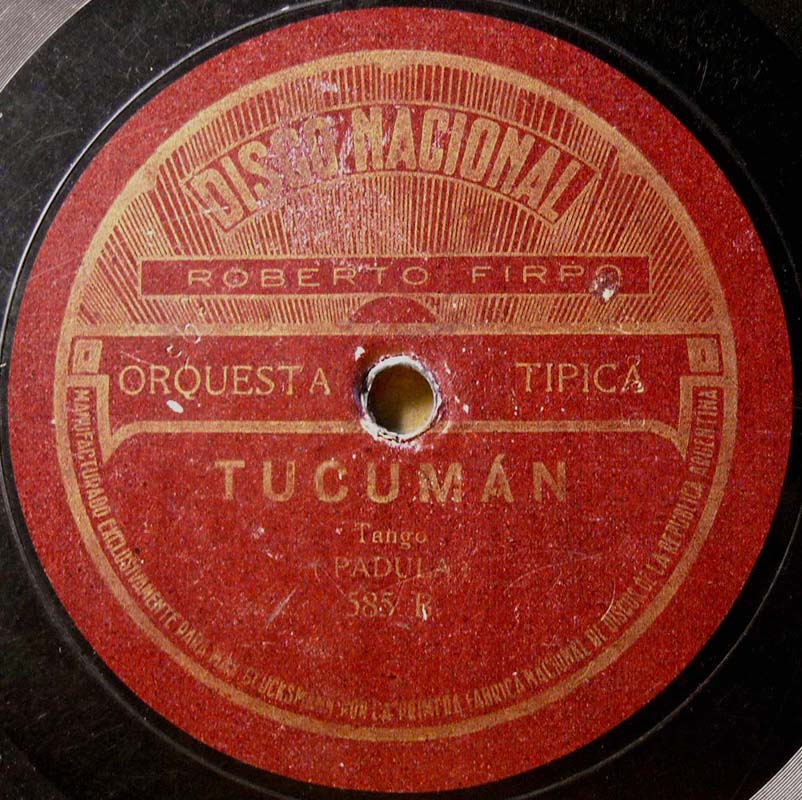 DISCO NACIONAL
ROBERTO FIRPO
ORQUESTA TIPICA
TUCUMÁN
Tango
( PADULA )
585 R
MANUFACTURADO EXCLUSIVAMENTE PARA MAX GLUCKSMANN POR LA PRIMERA FABRICA NACIONAL DE DISCOS DE LA REPUBLICA ARGENTINA